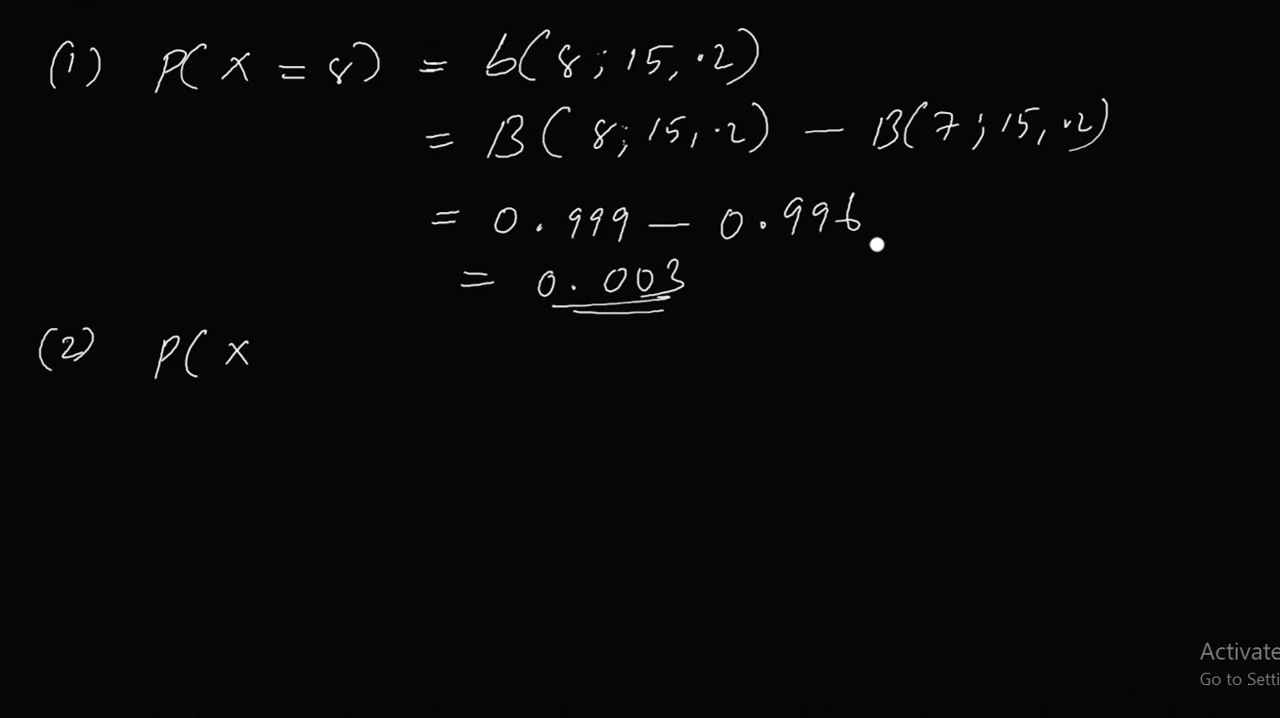 (1) P( x = 8) = b(8; 15, .2)
= B( 8; 15, .2) - B(7; 15, .2)
= 0.999 - 0.996
= 0.003
(2) P( x
Activate
Go to Setti